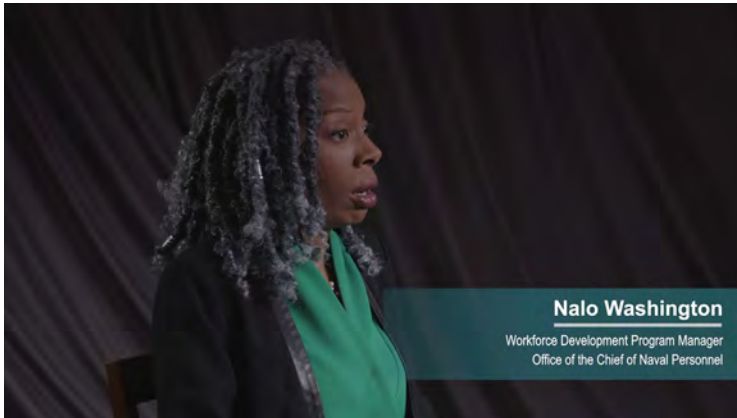 Nalo Washington
Workforce Development Program Manager
Office of the Chief of Naval Personnel